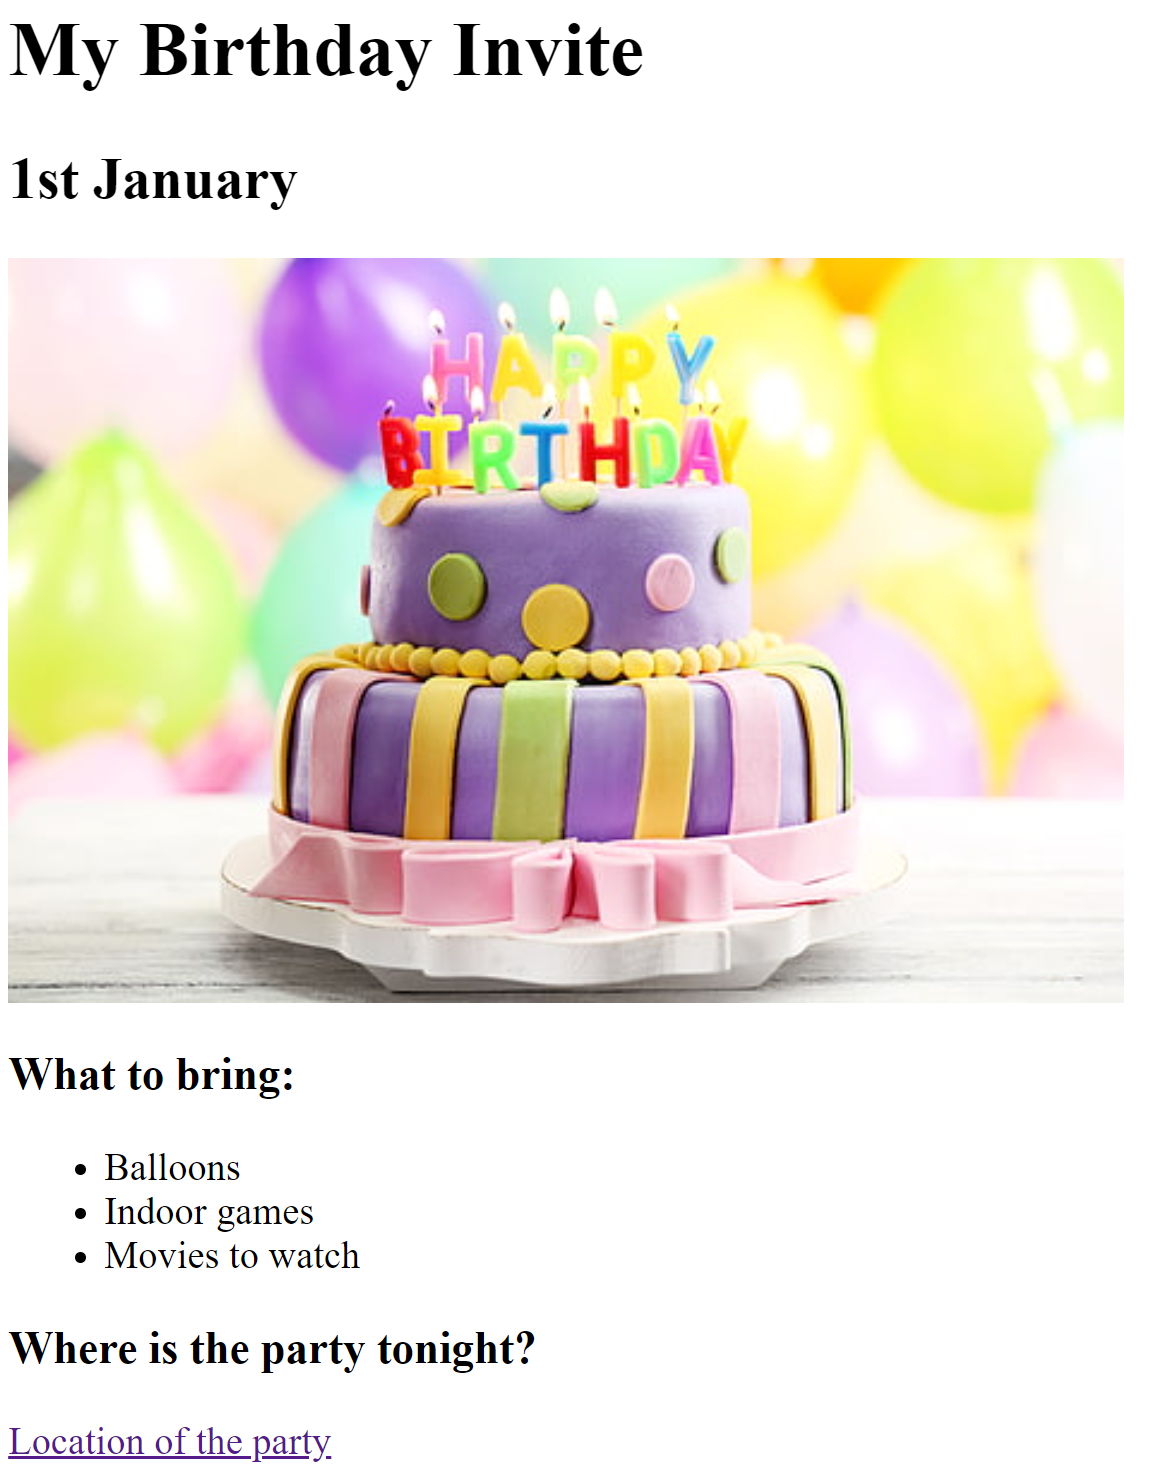 My Birthday Invite
1st January
HAPPY
BIRTHDAY
What to bring:
Balloons
Indoor games
Movies to watch
Where is the party tonight?
Location of the party